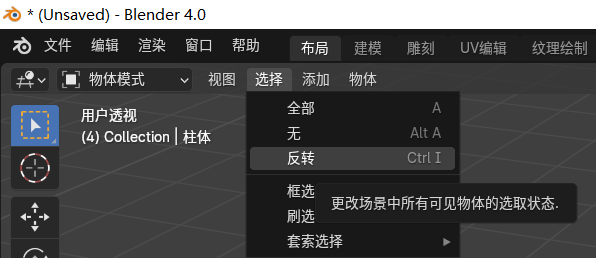 * (Unsaved) - Blender 4.0
文件 编辑 渲染 窗口 帮助 布局 建模 雕刻 UV编辑 纹理绘制
物体模式 视图 选择 添加 物体
用户透视
(4) Collection | 柱体
全部 A
无 Alt A
反转 Ctrl I
框选
刷选
更改场景中所有可见物体的选取状态.
套索选择